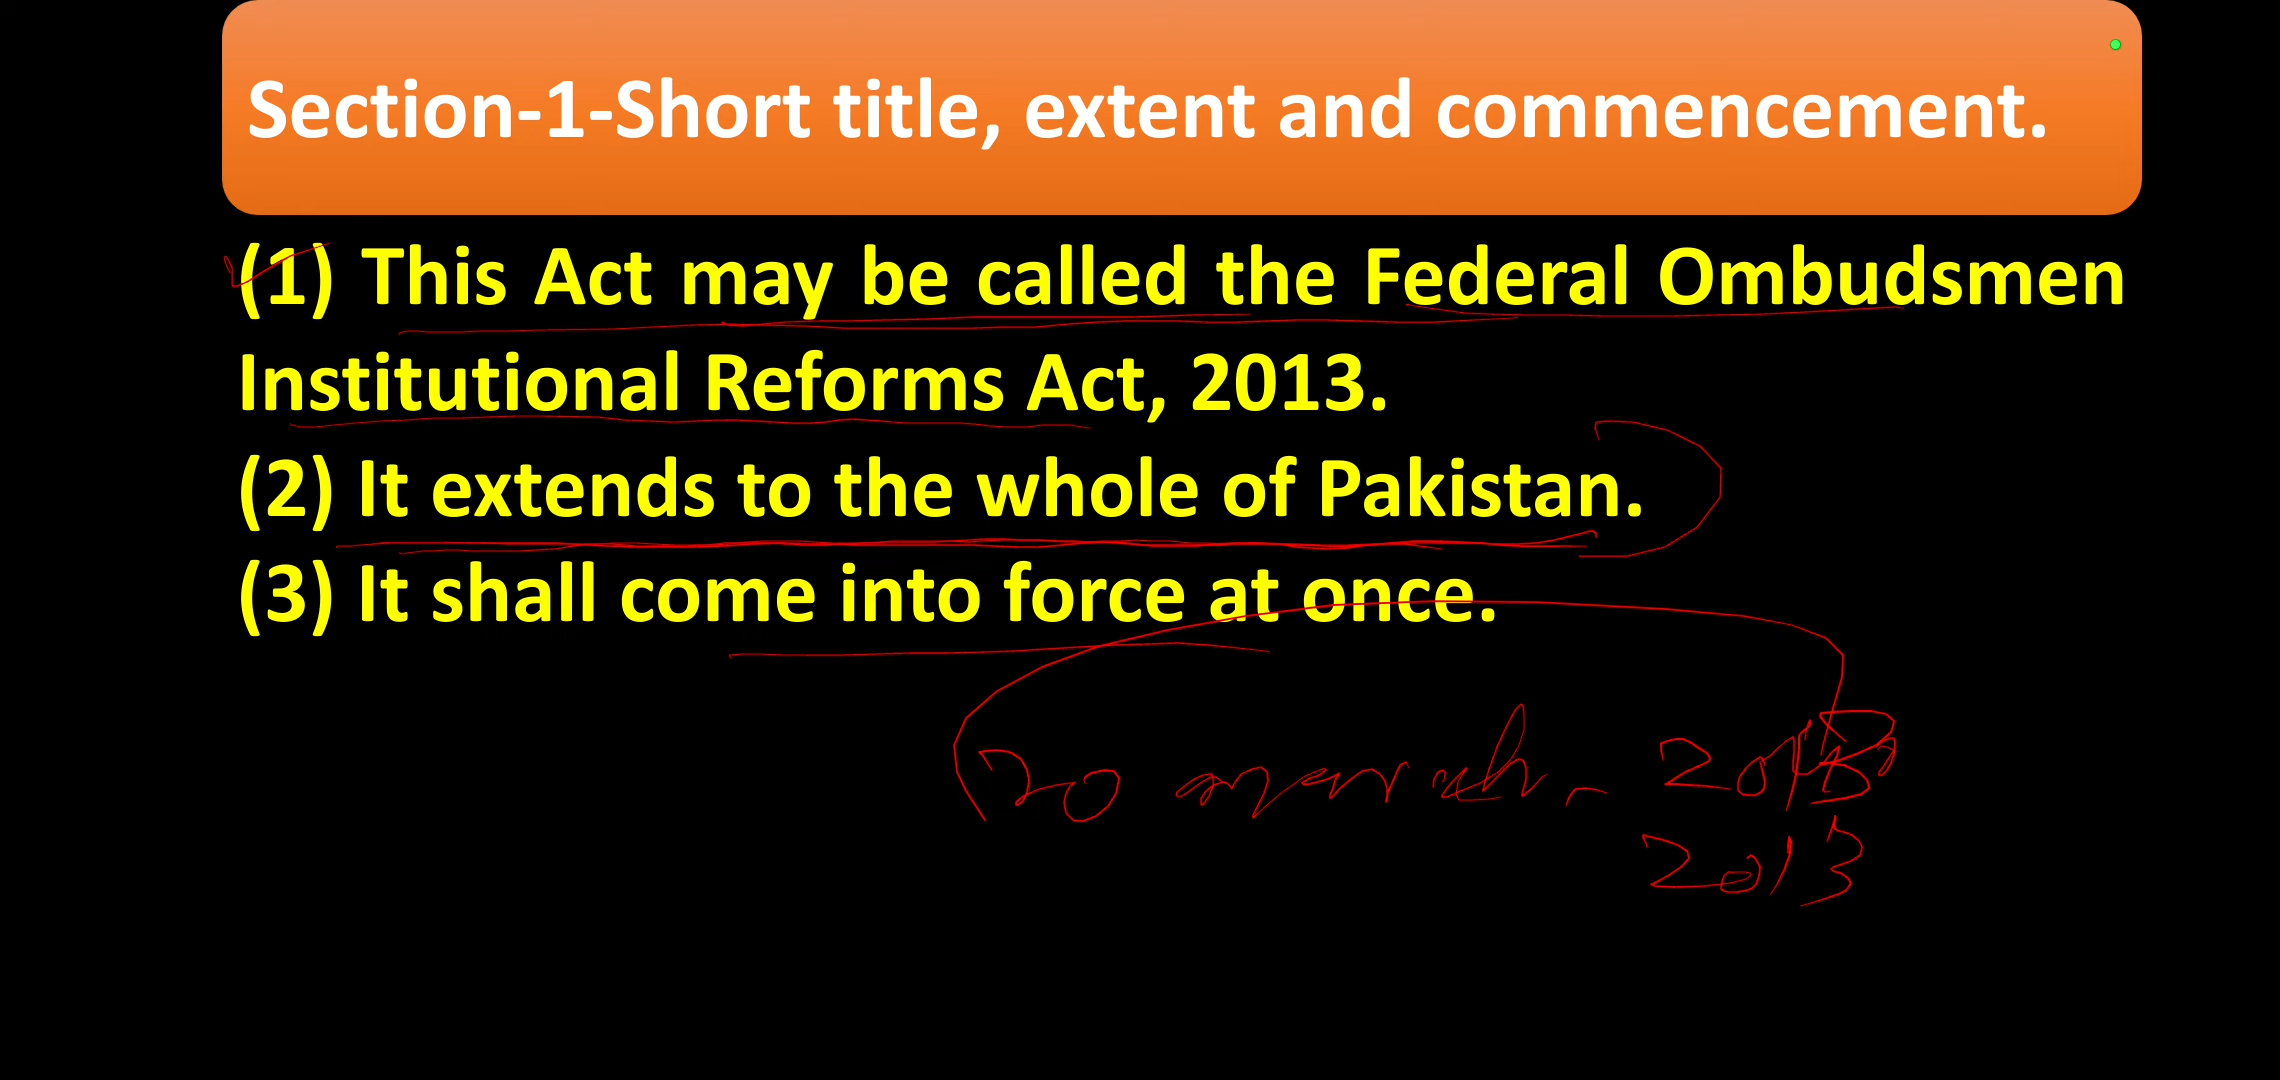 Section-1-Short title, extent and commencement.
(1) This Act may be called the Federal Ombudsmen
Institutional Reforms Act, 2013.
(2) It extends to the whole of Pakistan.
(3) It shall come into force at once.
20 march -
2013